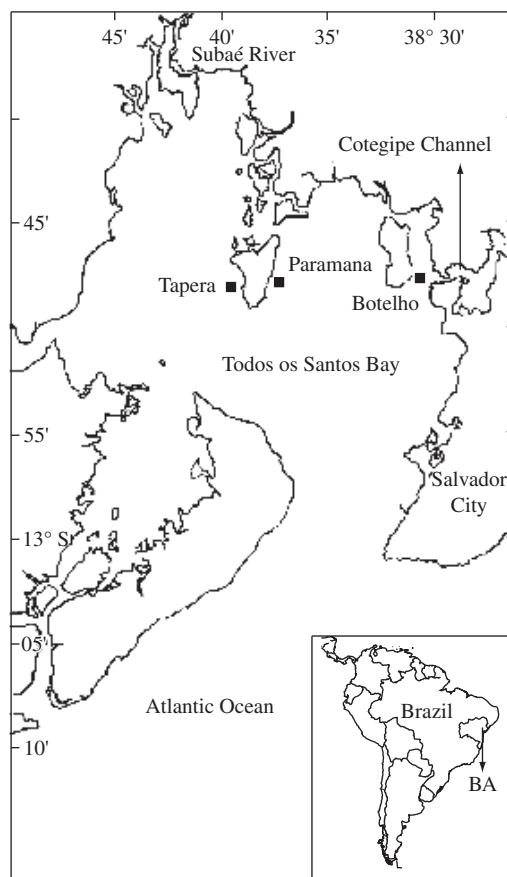 45' 40' 35' 38° 30'
Subaé River
Cotegipe Channel
45'
Paramana
Tapera
Botelho
Todos os Santos Bay
55'
Salvador
City
13° S
05'
Atlantic Ocean
10'
Brazil
BA